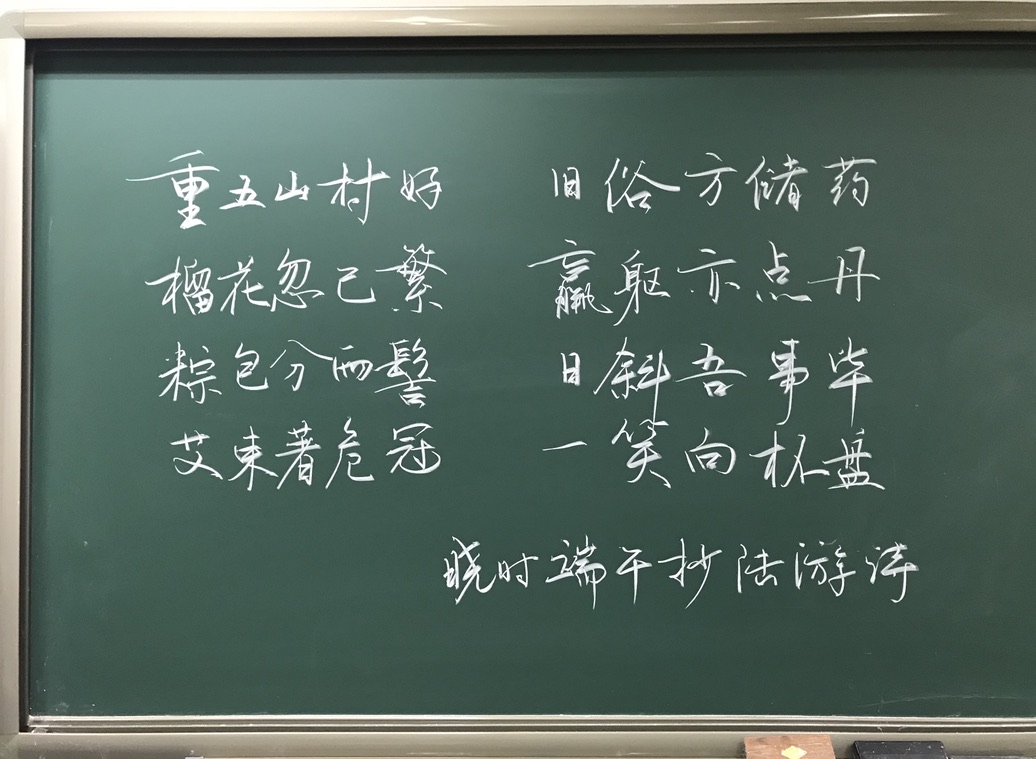 重五山村好
榴花忽已繁
粽包分两髻
艾束著危冠
旧俗方储药
羸躯亦点丹
日斜吾事毕
一笑向杯盘
晓时端午抄陆游诗